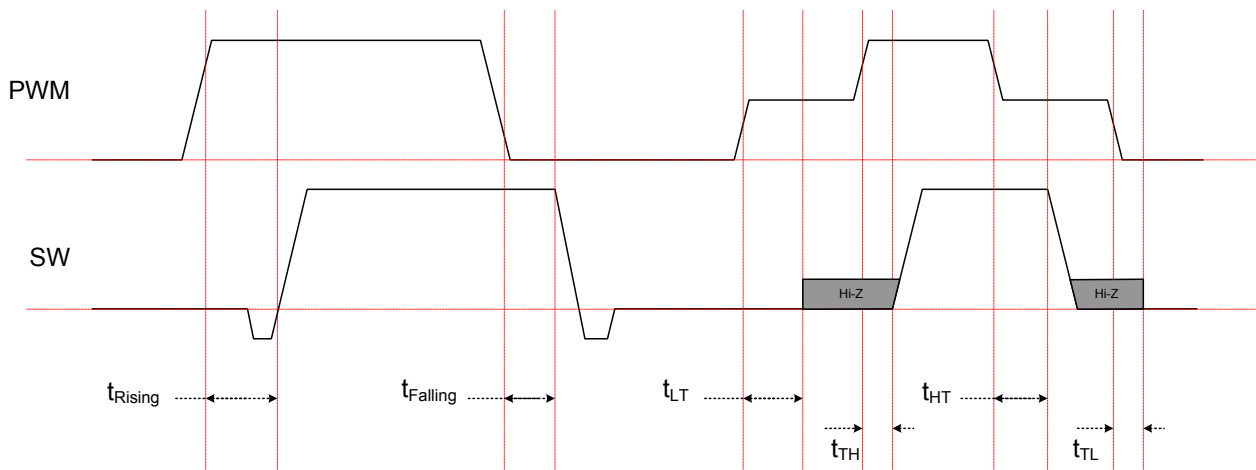 PWM
SW
Hi-Z
Hi-Z
tRising
tFalling
tLT
tHT
tTH
tTL